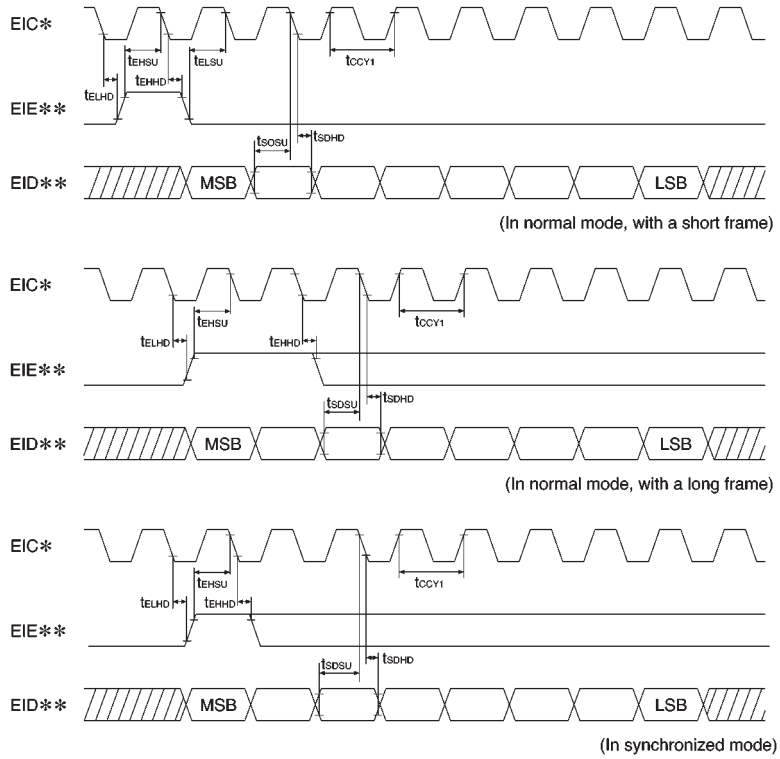 EIC*
tEHSU tELSU tCCY1
tELHD tEHHD
EIE**
tSOSU tSDHD
EID** MSB LSB
(In normal mode, with a short frame)
EIC*
tEHSU tCCY1
tELHD tEHHD
EIE**
tSDSU tSDHD
EID** MSB LSB
(In normal mode, with a long frame)
EIC*
tEHSU tCCY1
tELHD tEHHD
EIE**
tSDSU tSDHD
EID** MSB LSB
(In synchronized mode)